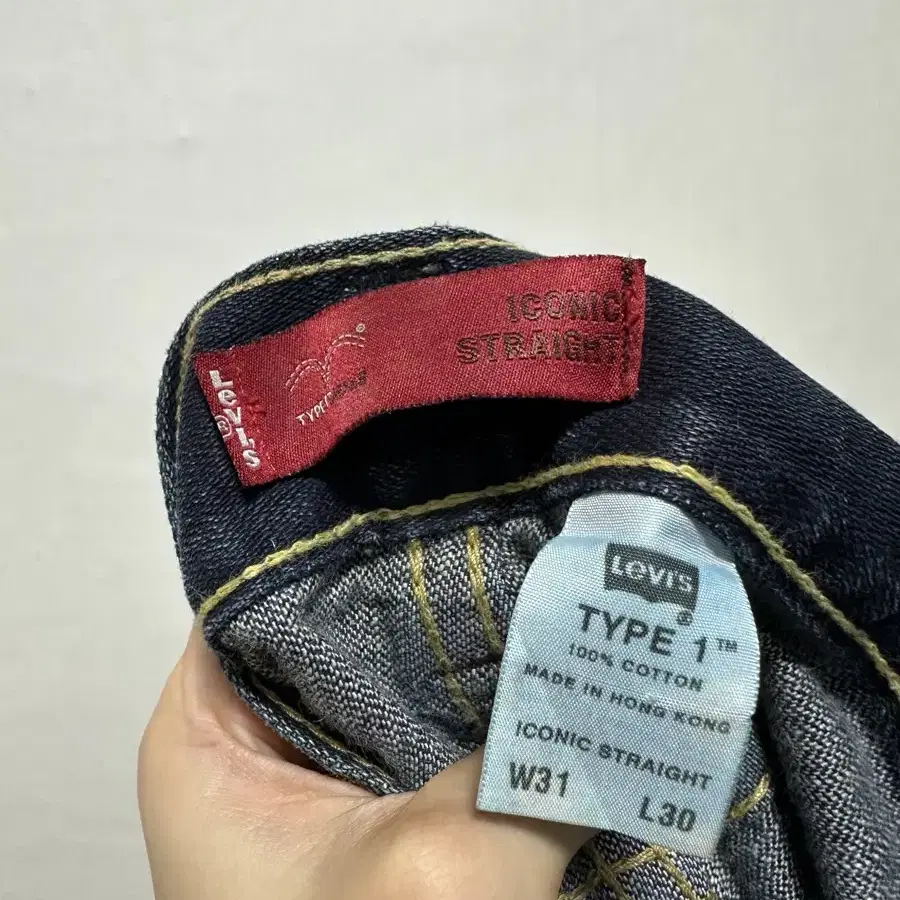 ICONIC
STRAIGHT
®
Levi's
®
LEVI'S
®
TYPE 1™
100% COTTON
MADE IN HONG KONG
ICONIC STRAIGHT
W31 L30